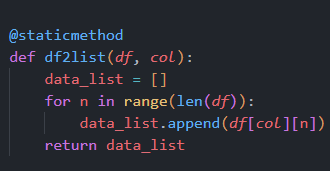 @staticmethod
def df2list(df, col):
    data_list = []
    for n in range(len(df)):
        data_list.append(df[col][n])
    return data_list